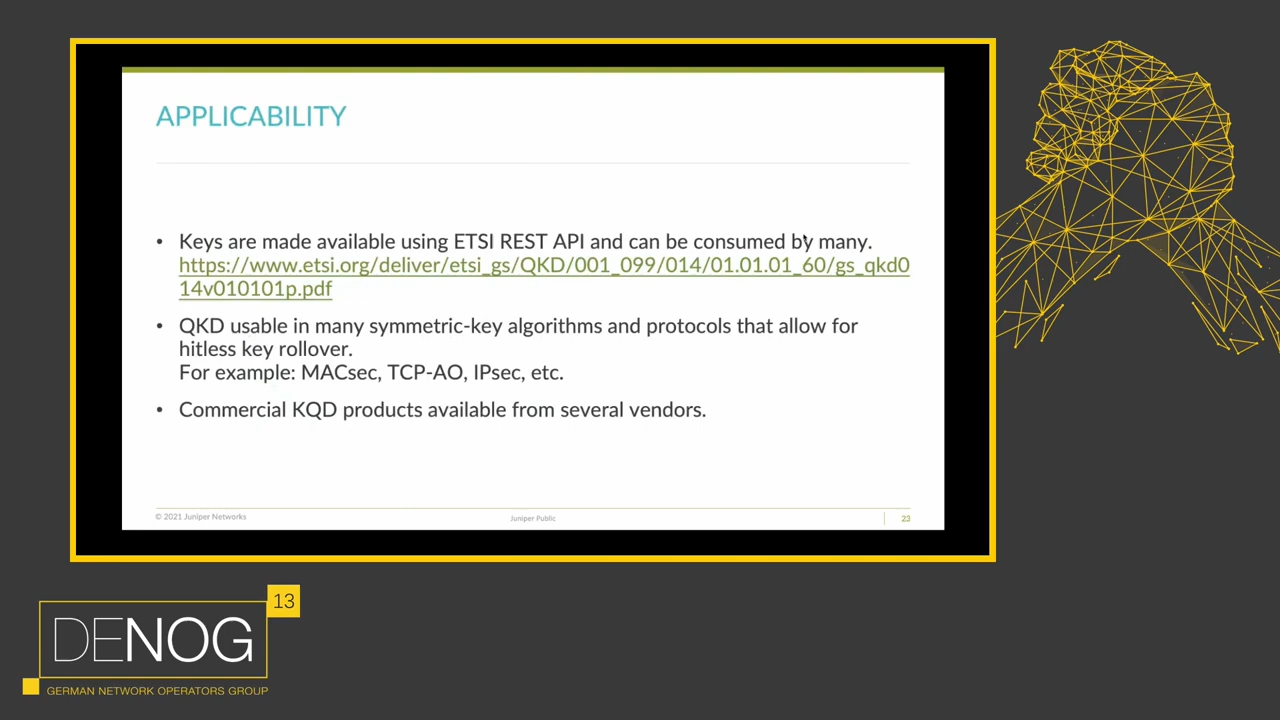 APPLICABILITY
• Keys are made available using ETSI REST API and can be consumed by many.
https://www.etsi.org/deliver/etsi_gs/QKD/001_099/014/01.01.01_60/gs_qkd0
14v010101p.pdf
• QKD usable in many symmetric-key algorithms and protocols that allow for
hitless key rollover.
For example: MACsec, TCP-AO, IPsec, etc.
• Commercial KQD products available from several vendors.
© 2021 Juniper Networks
Juniper Public
23
13
DENOG
GERMAN NETWORK OPERATORS GROUP